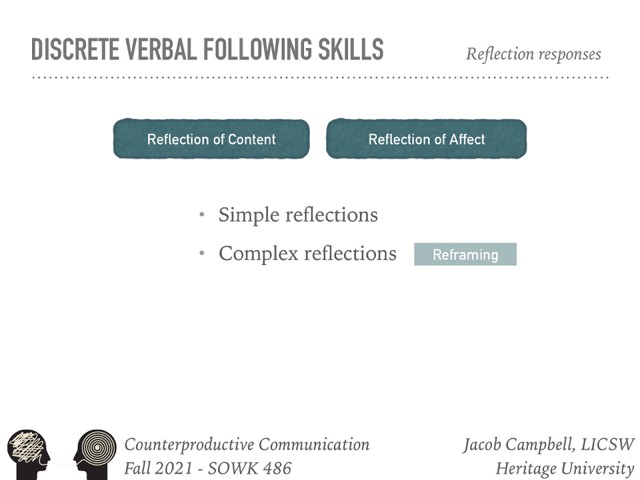 DISCRETE VERBAL FOLLOWING SKILLS
Reflection responses
Reflection of Content
Reflection of Affect
• Simple reflections
• Complex reflections
Reframing
Counterproductive Communication
Fall 2021 - SOWK 486
Jacob Campbell, LICSW
Heritage University